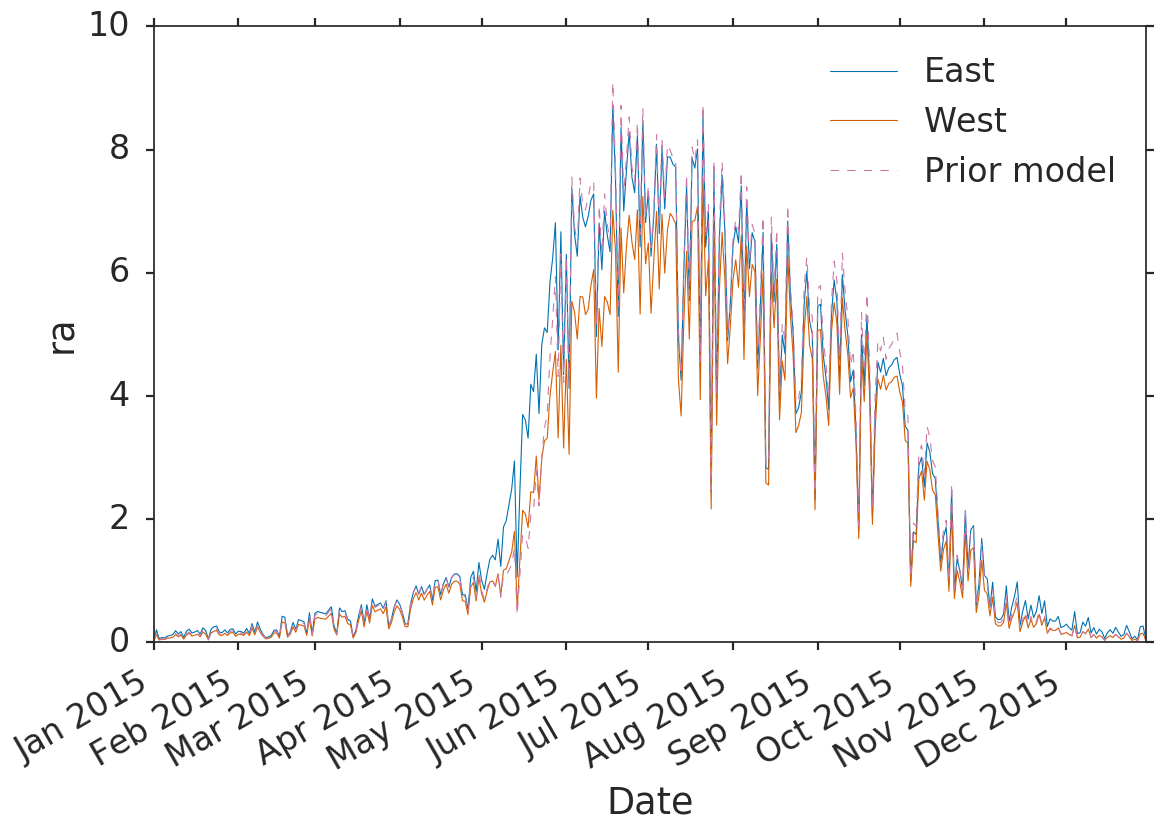 10
8
6
4
2
0
ra
East
West
Prior model
Jan 2015
Feb 2015
Mar 2015
Apr 2015
May 2015
Jun 2015
Jul 2015
Aug 2015
Sep 2015
Oct 2015
Nov 2015
Dec 2015
Date